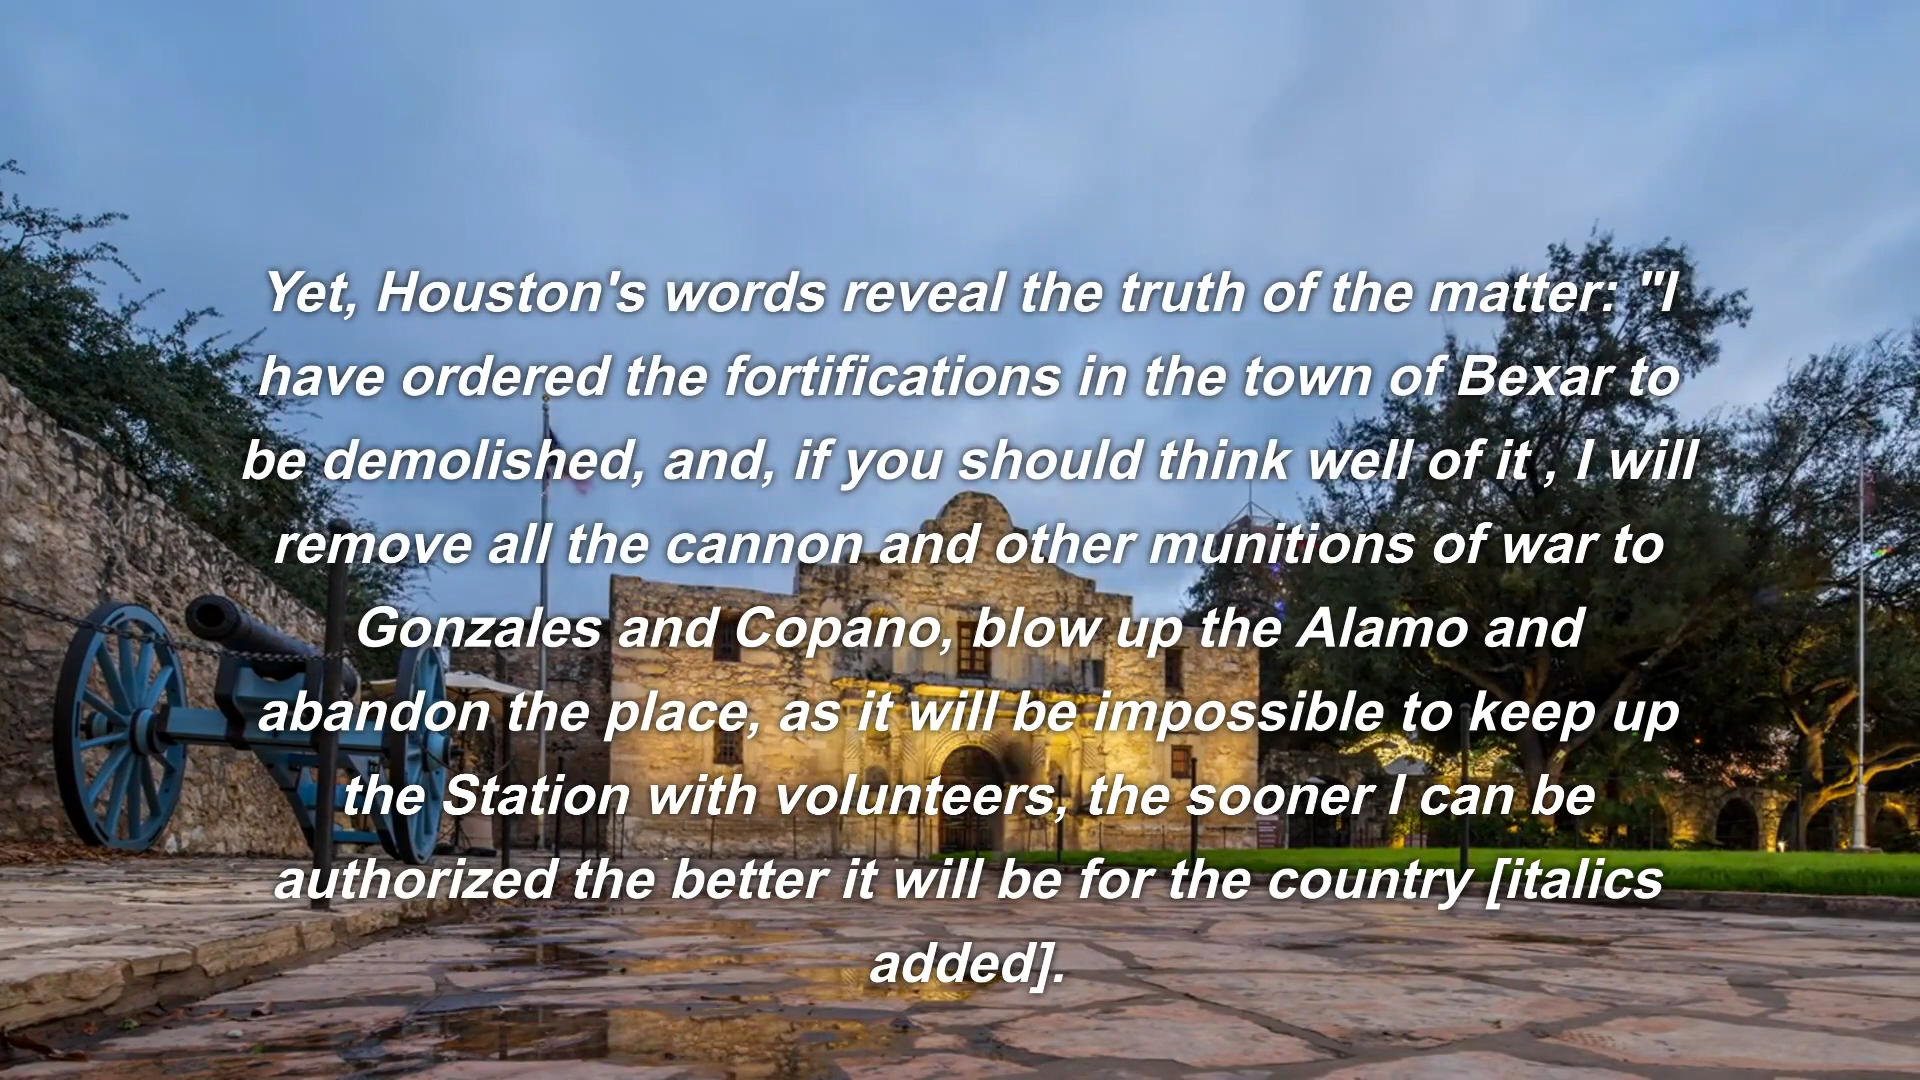 Yet, Houston's words reveal the truth of the matter: "I
have ordered the fortifications in the town of Bexar to
be demolished, and, if you should think well of it , I will
remove all the cannon and other munitions of war to
Gonzales and Copano, blow up the Alamo and
abandon the place, as it will be impossible to keep up
the Station with volunteers, the sooner I can be
authorized the better it will be for the country [italics
added].